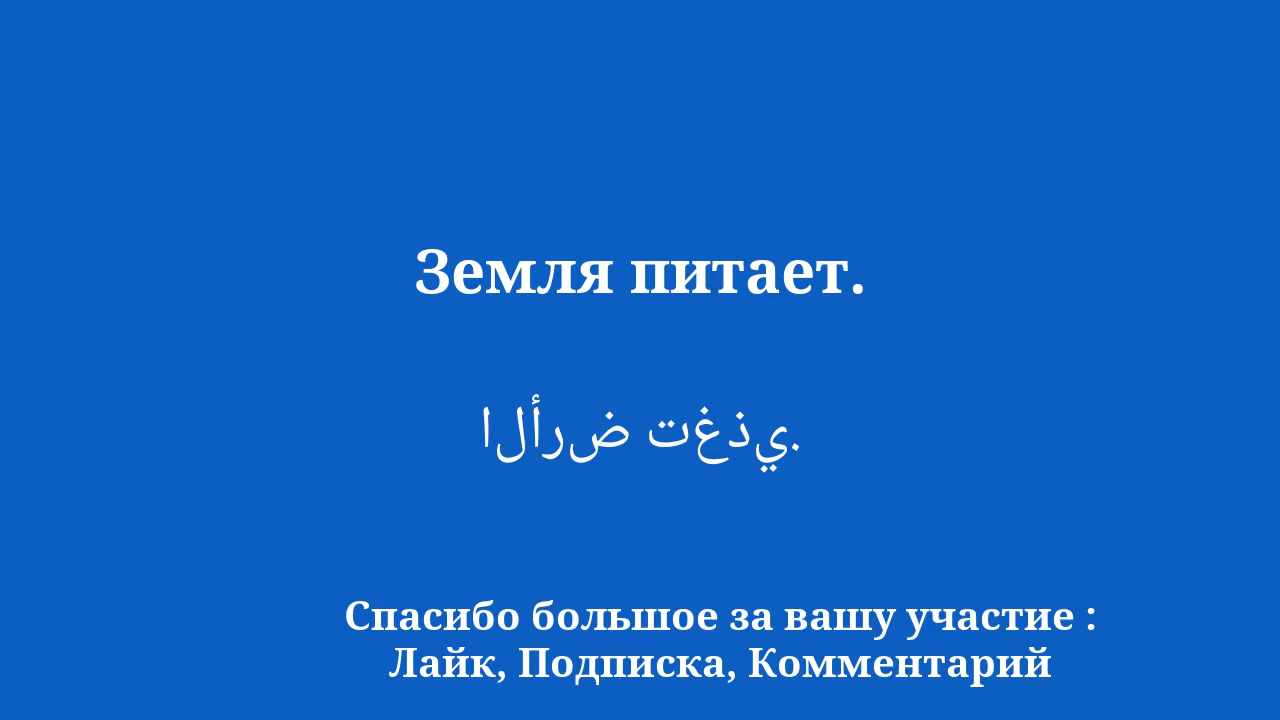 Земля питает.
الأرض تغذي.
Спасибо большое за вашу участие :
Лайк, Подписка, Комментарий